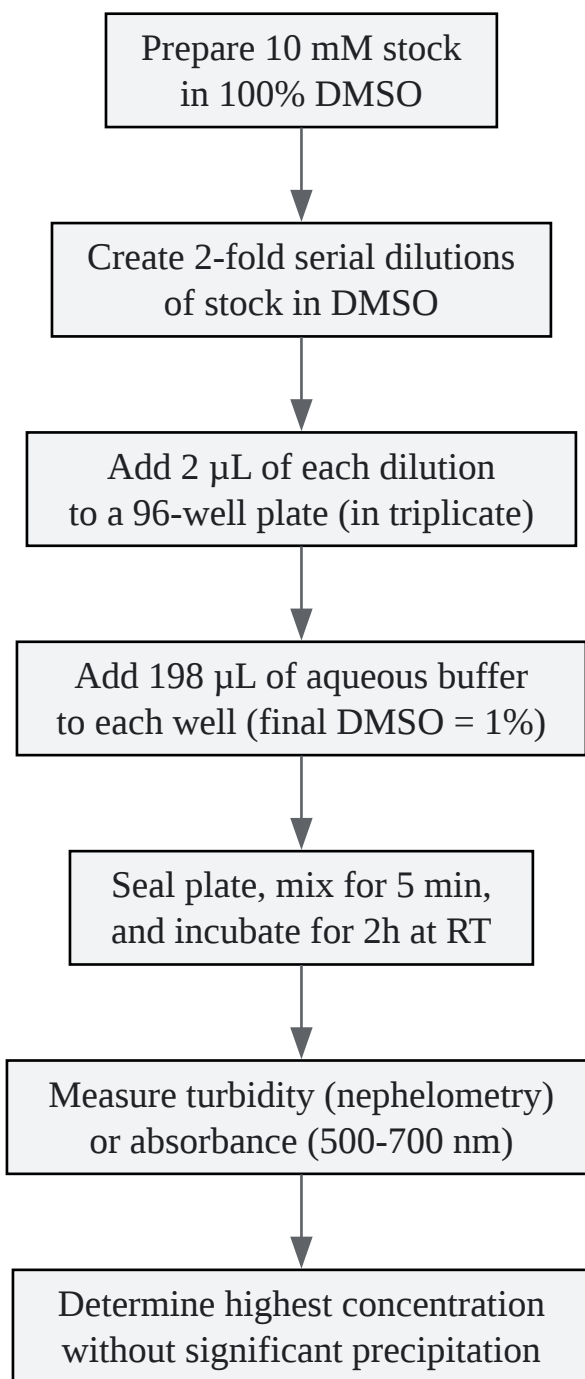 Prepare 10 mM stock
in 100% DMSO
Create 2-fold serial dilutions
of stock in DMSO
Add 2 µL of each dilution
to a 96-well plate (in triplicate)
Add 198 µL of aqueous buffer
to each well (final DMSO = 1%)
Seal plate, mix for 5 min,
and incubate for 2h at RT
Measure turbidity (nephelometry)
or absorbance (500-700 nm)
Determine highest concentration
without significant precipitation